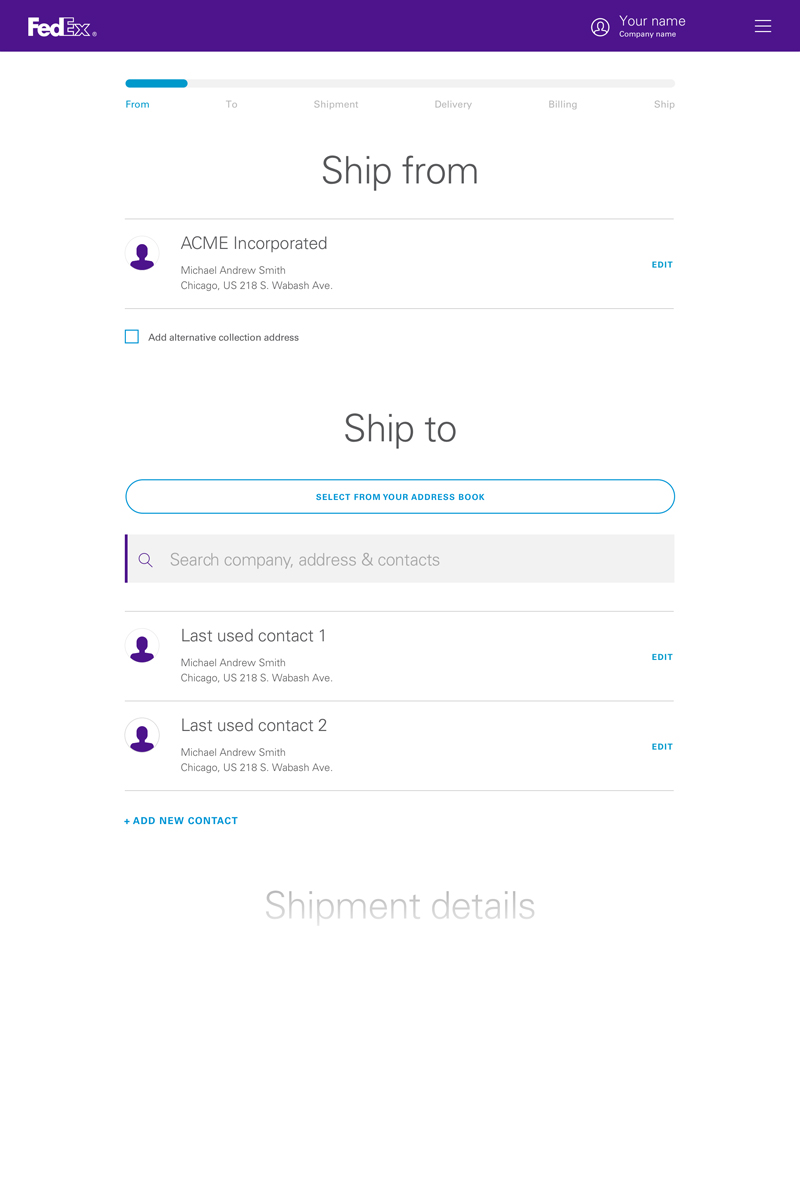 FedEx®
Your name
Company name
From To Shipment Delivery Billing Ship
Ship from
ACME Incorporated
Michael Andrew Smith
Chicago, US 218 S. Wabash Ave.
EDIT
Add alternative collection address
Ship to
SELECT FROM YOUR ADDRESS BOOK
Search company, address & contacts
Last used contact 1
Michael Andrew Smith
Chicago, US 218 S. Wabash Ave.
EDIT
Last used contact 2
Michael Andrew Smith
Chicago, US 218 S. Wabash Ave.
EDIT
+ ADD NEW CONTACT
Shipment details